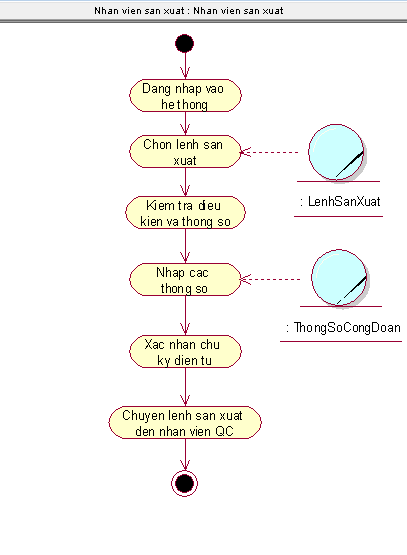 Nhan vien san xuat : Nhan vien san xuat
Dang nhap vao
he thong
Chon lenh san
xuat
: LenhSanXuat
Kiem tra dieu
kien va thong so
Nhap cac
thong so
: ThongSoCongDoan
Xac nhan chu
ky dien tu
Chuyen lenh san xuat
den nhan vien QC